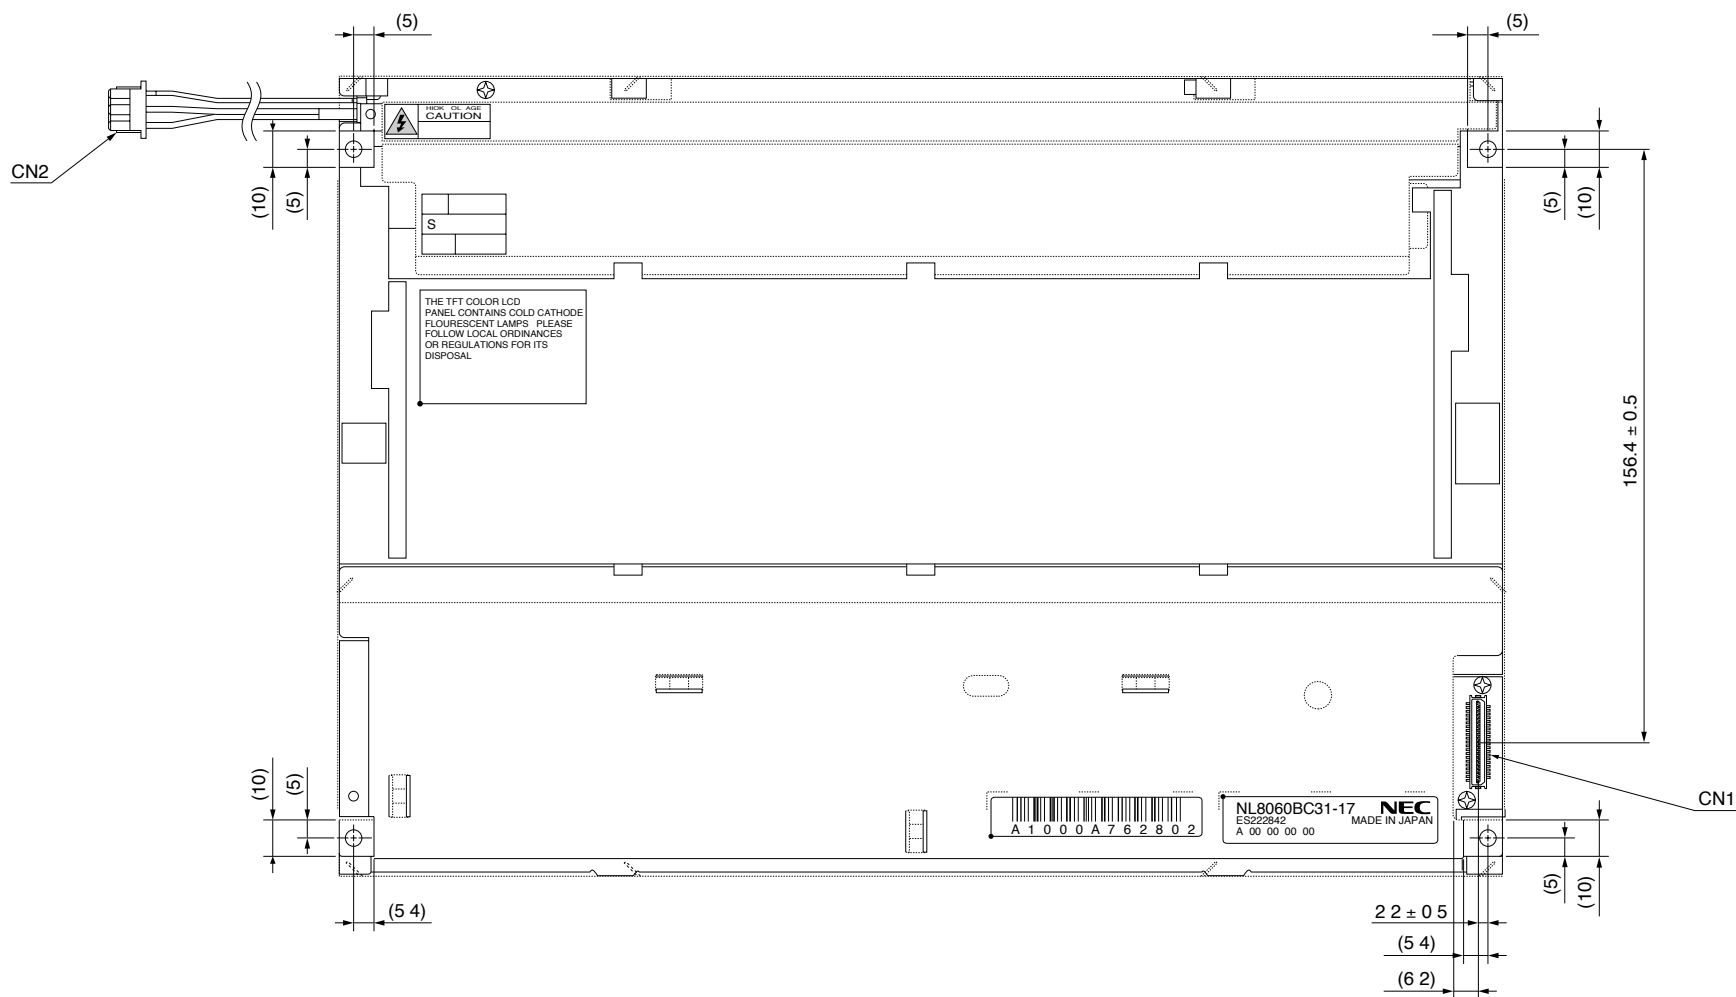 (5)
(5)
HIOK OL AGE
CAUTION
CN2
(10)
(5)
(5)
(10)
S
THE TFT COLOR LCD
PANEL CONTAINS COLD CATHODE
FLOURESCENT LAMPS PLEASE
FOLLOW LOCAL ORDINANCES
OR REGULATIONS FOR ITS
DISPOSAL
156.4 ± 0.5
(10)
(5)
CN1
A 1 0 0 0 A 7 6 2 8 0 2
NL8060BC31-17 NEC
ES222842 MADE IN JAPAN
A 00 00 00 00
(5)
(10)
(5 4)
2 2 ± 0 5
(5 4)
(6 2)